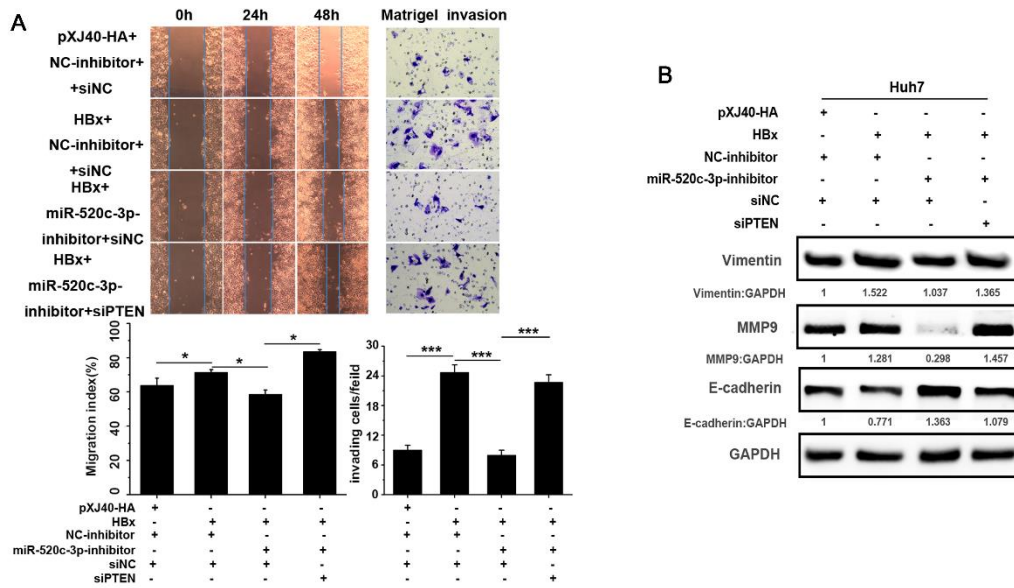 A
0h 24h 48h Matrigel invasion
pXJ40-HA+
NC-inhibitor+
+siNC
HBx+
NC-inhibitor+
+siNC
HBx+
miR-520c-3p-
inhibitor+siNC
HBx+
miR-520c-3p-
inhibitor+siPTEN
Migration index(%)
100
80
60
40
20
0
* * *
invading cells/feild
30
24
18
12
6
0
*** *** ***
pXJ40-HA + - - - + - - -
HBx - + + + - + + +
NC-inhibitor + + - - + + - -
miR-520c-3p-inhibitor - - + + - - + +
siNC + + + - + + + -
siPTEN - - - + - - - +
B
Huh7
pXJ40-HA + - - -
HBx - + + +
NC-inhibitor + + - -
miR-520c-3p-inhibitor - - + +
siNC + + + -
siPTEN - - - +
Vimentin
Vimentin:GAPDH 1 1.522 1.037 1.365
MMP9
MMP9:GAPDH 1 1.281 0.298 1.457
E-cadherin
E-cadherin:GAPDH 1 0.771 1.363 1.079
GAPDH